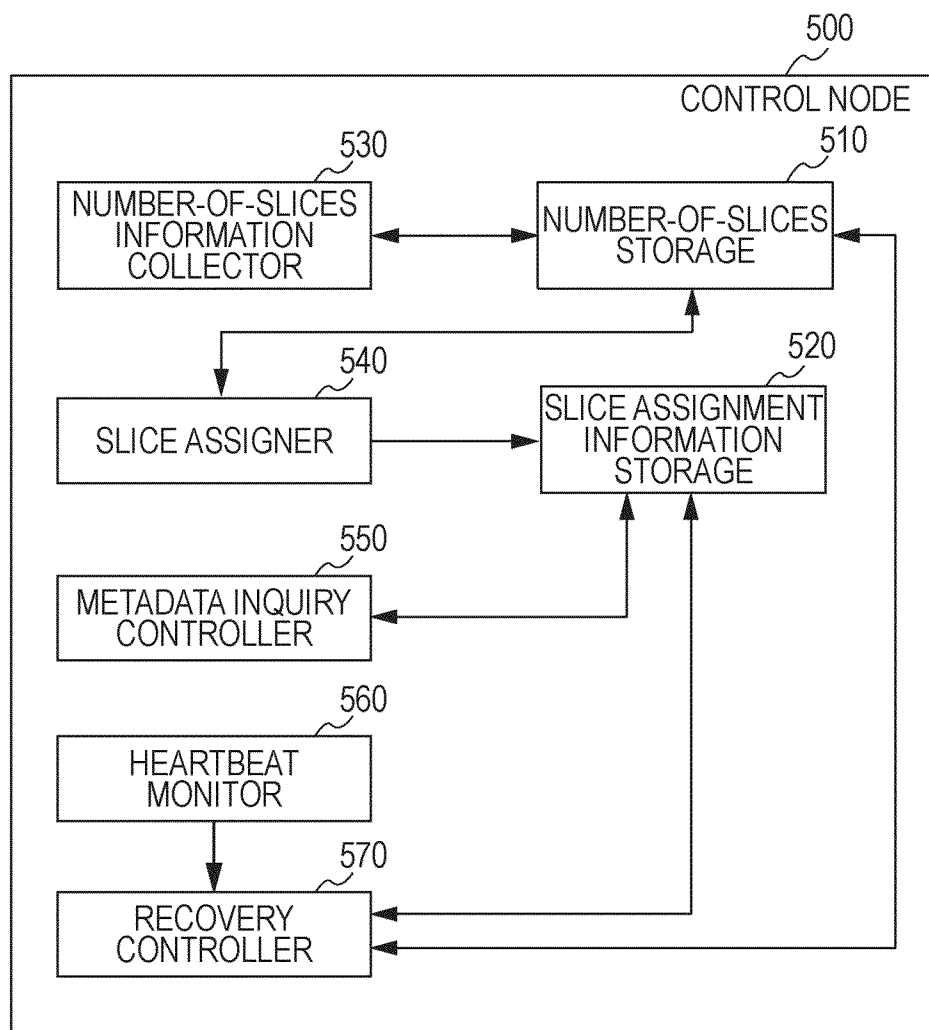 500
CONTROL NODE
530
NUMBER-OF-SLICES
INFORMATION
COLLECTOR
510
NUMBER-OF-SLICES
STORAGE
540
SLICE ASSIGNER
520
SLICE ASSIGNMENT
INFORMATION
STORAGE
550
METADATA INQUIRY
CONTROLLER
560
HEARTBEAT
MONITOR
570
RECOVERY
CONTROLLER